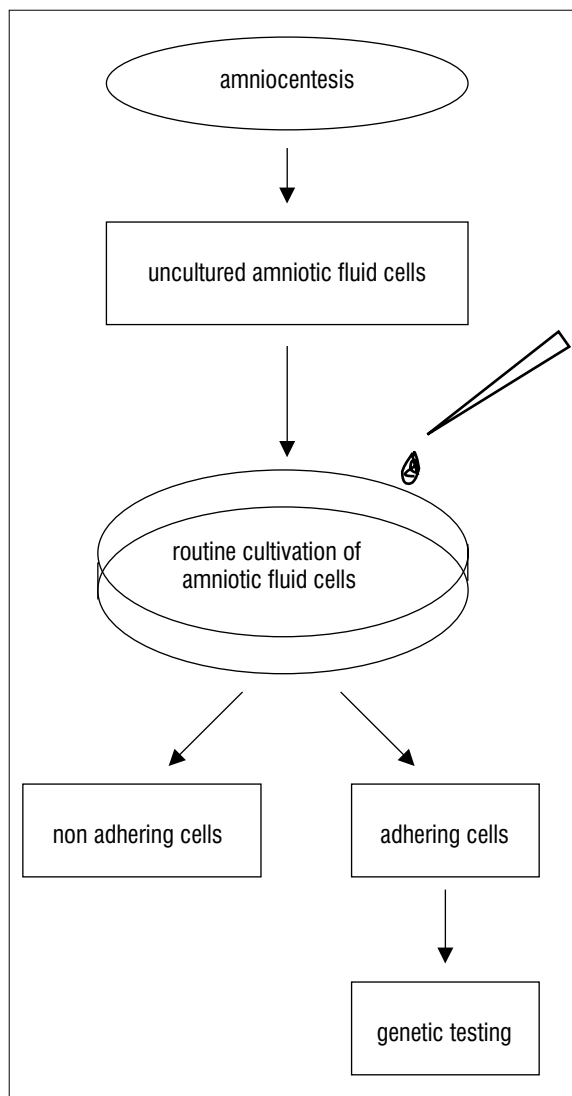 amniocentesis
uncultured amniotic fluid cells
routine cultivation of
amniotic fluid cells
non adhering cells
adhering cells
genetic testing